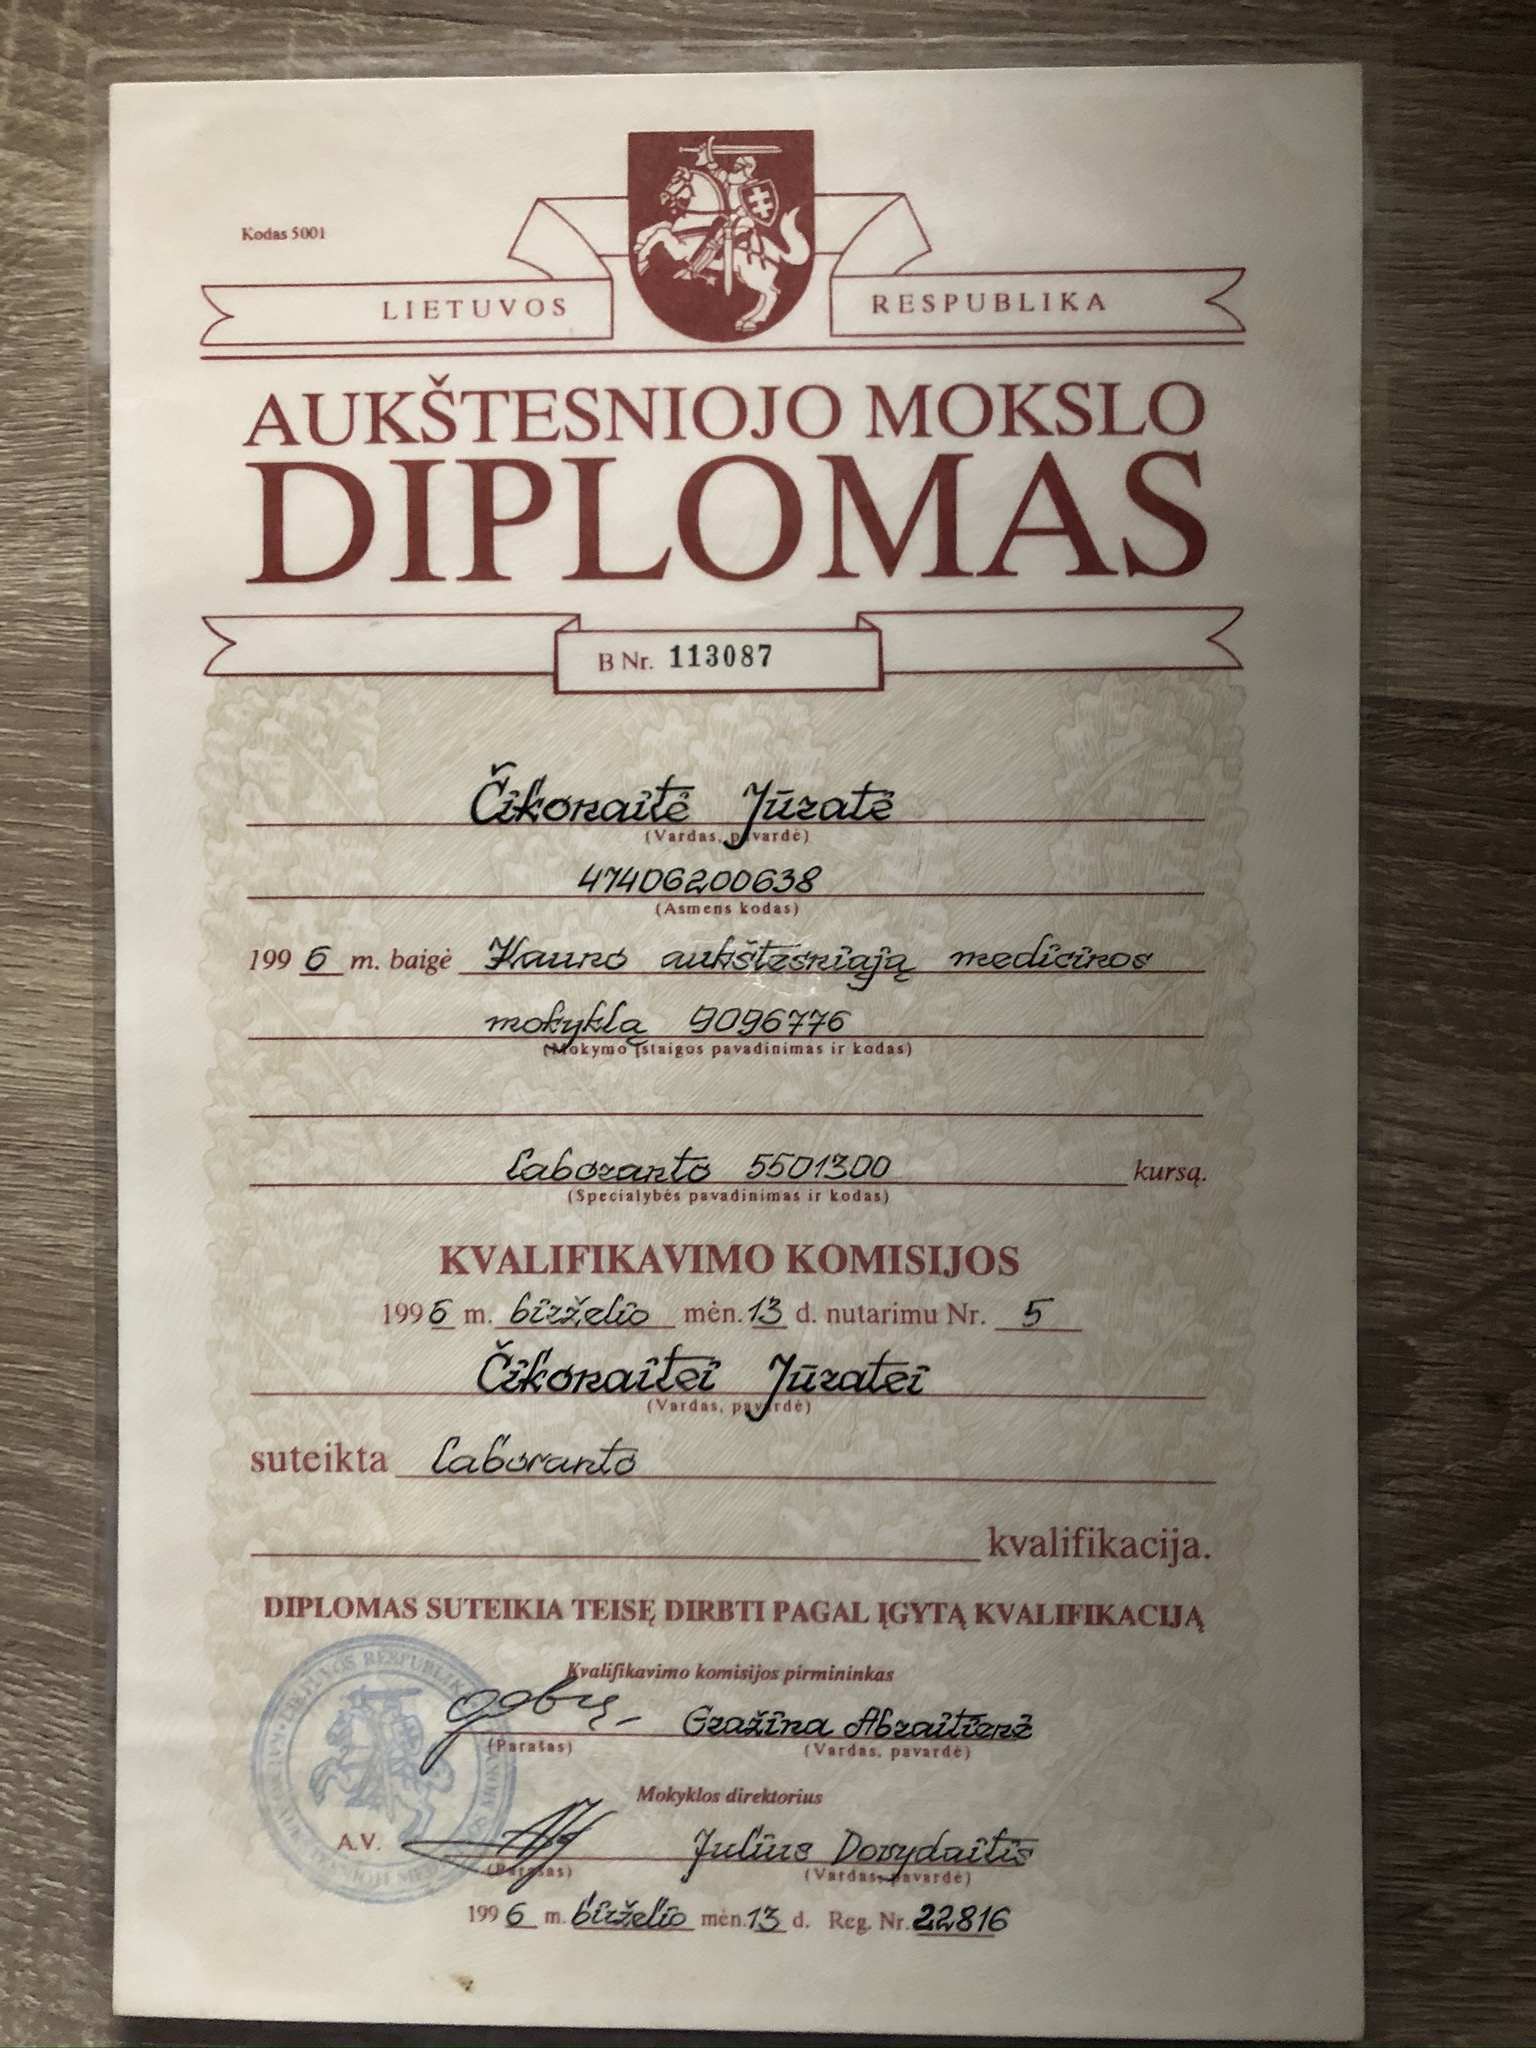 Kodas 5001
LIETUVOS RESPUBLIKA
AUKŠTESNIOJO MOKSLO
DIPLOMAS
B Nr. 113087
Čikonaitė Jūratė
(Vardas, pavardė)
47406200638
(Asmens kodas)
1996 m. baigė Kauno aukštesniąją medicinos
mokyklą 9096776
(Mokymo įstaigos pavadinimas ir kodas)
laboranto 5501300 kursą.
(Specialybės pavadinimas ir kodas)
KVALIFIKAVIMO KOMISIJOS
1996 m. birželio mėn. 13 d. nutarimu Nr. 5
Čikonaitei Jūratei
(Vardas, pavardė)
suteikta laboranto
kvalifikacija.
DIPLOMAS SUTEIKIA TEISĘ DIRBTI PAGAL ĮGYTĄ KVALIFIKACIJĄ
Kvalifikavimo komisijos pirmininkas
Gražina Abraitienė
(Parašas) (Vardas, pavardė)
Mokyklos direktorius
A.V. Julius Dovydaitis
(Parašas) (Vardas, pavardė)
1996 m. birželio mėn. 13 d. Reg. Nr. 22816
LIETUVOS RESPUBLIKA